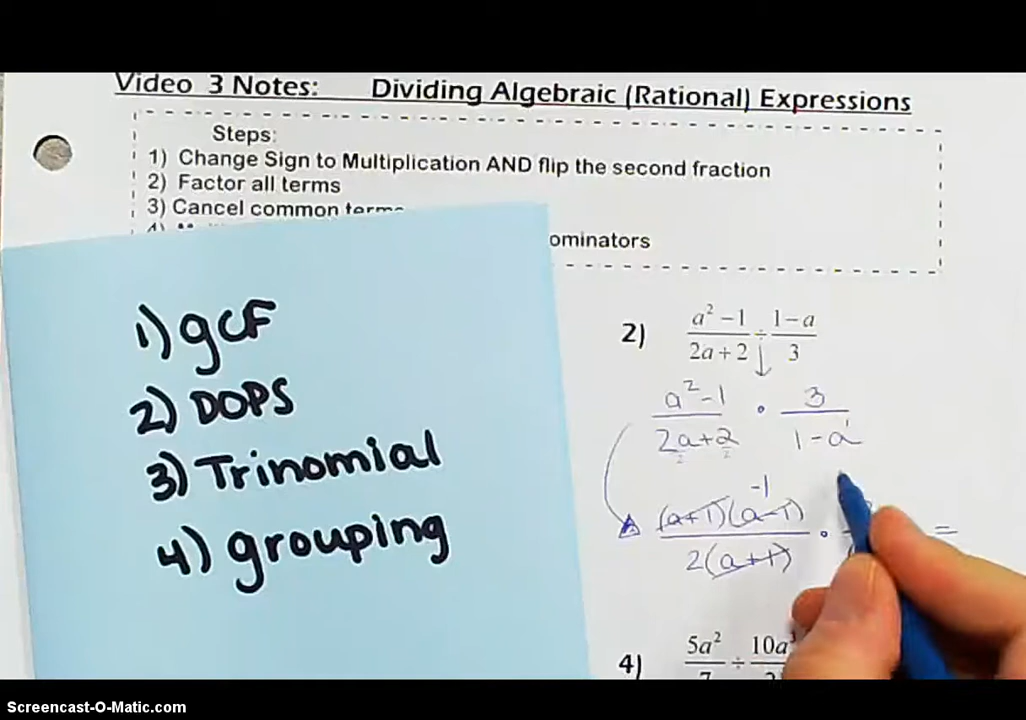 Video 3 Notes: Dividing Algebraic (Rational) Expressions
Steps:
1) Change Sign to Multiplication AND flip the second fraction
2) Factor all terms
3) Cancel common terms
4) ominators
1) gCF
2) DOPS
3) Trinomial
4) grouping
2) a² - 1 / 2a + 2 ÷ 1 - a / 3
a² - 1 / 2a + 2 · 3 / 1 - a
-1
(a+1)(a-1) / 2(a+1) · =
4) 5a² / 7 ÷ 10a³
Screencast-O-Matic.com